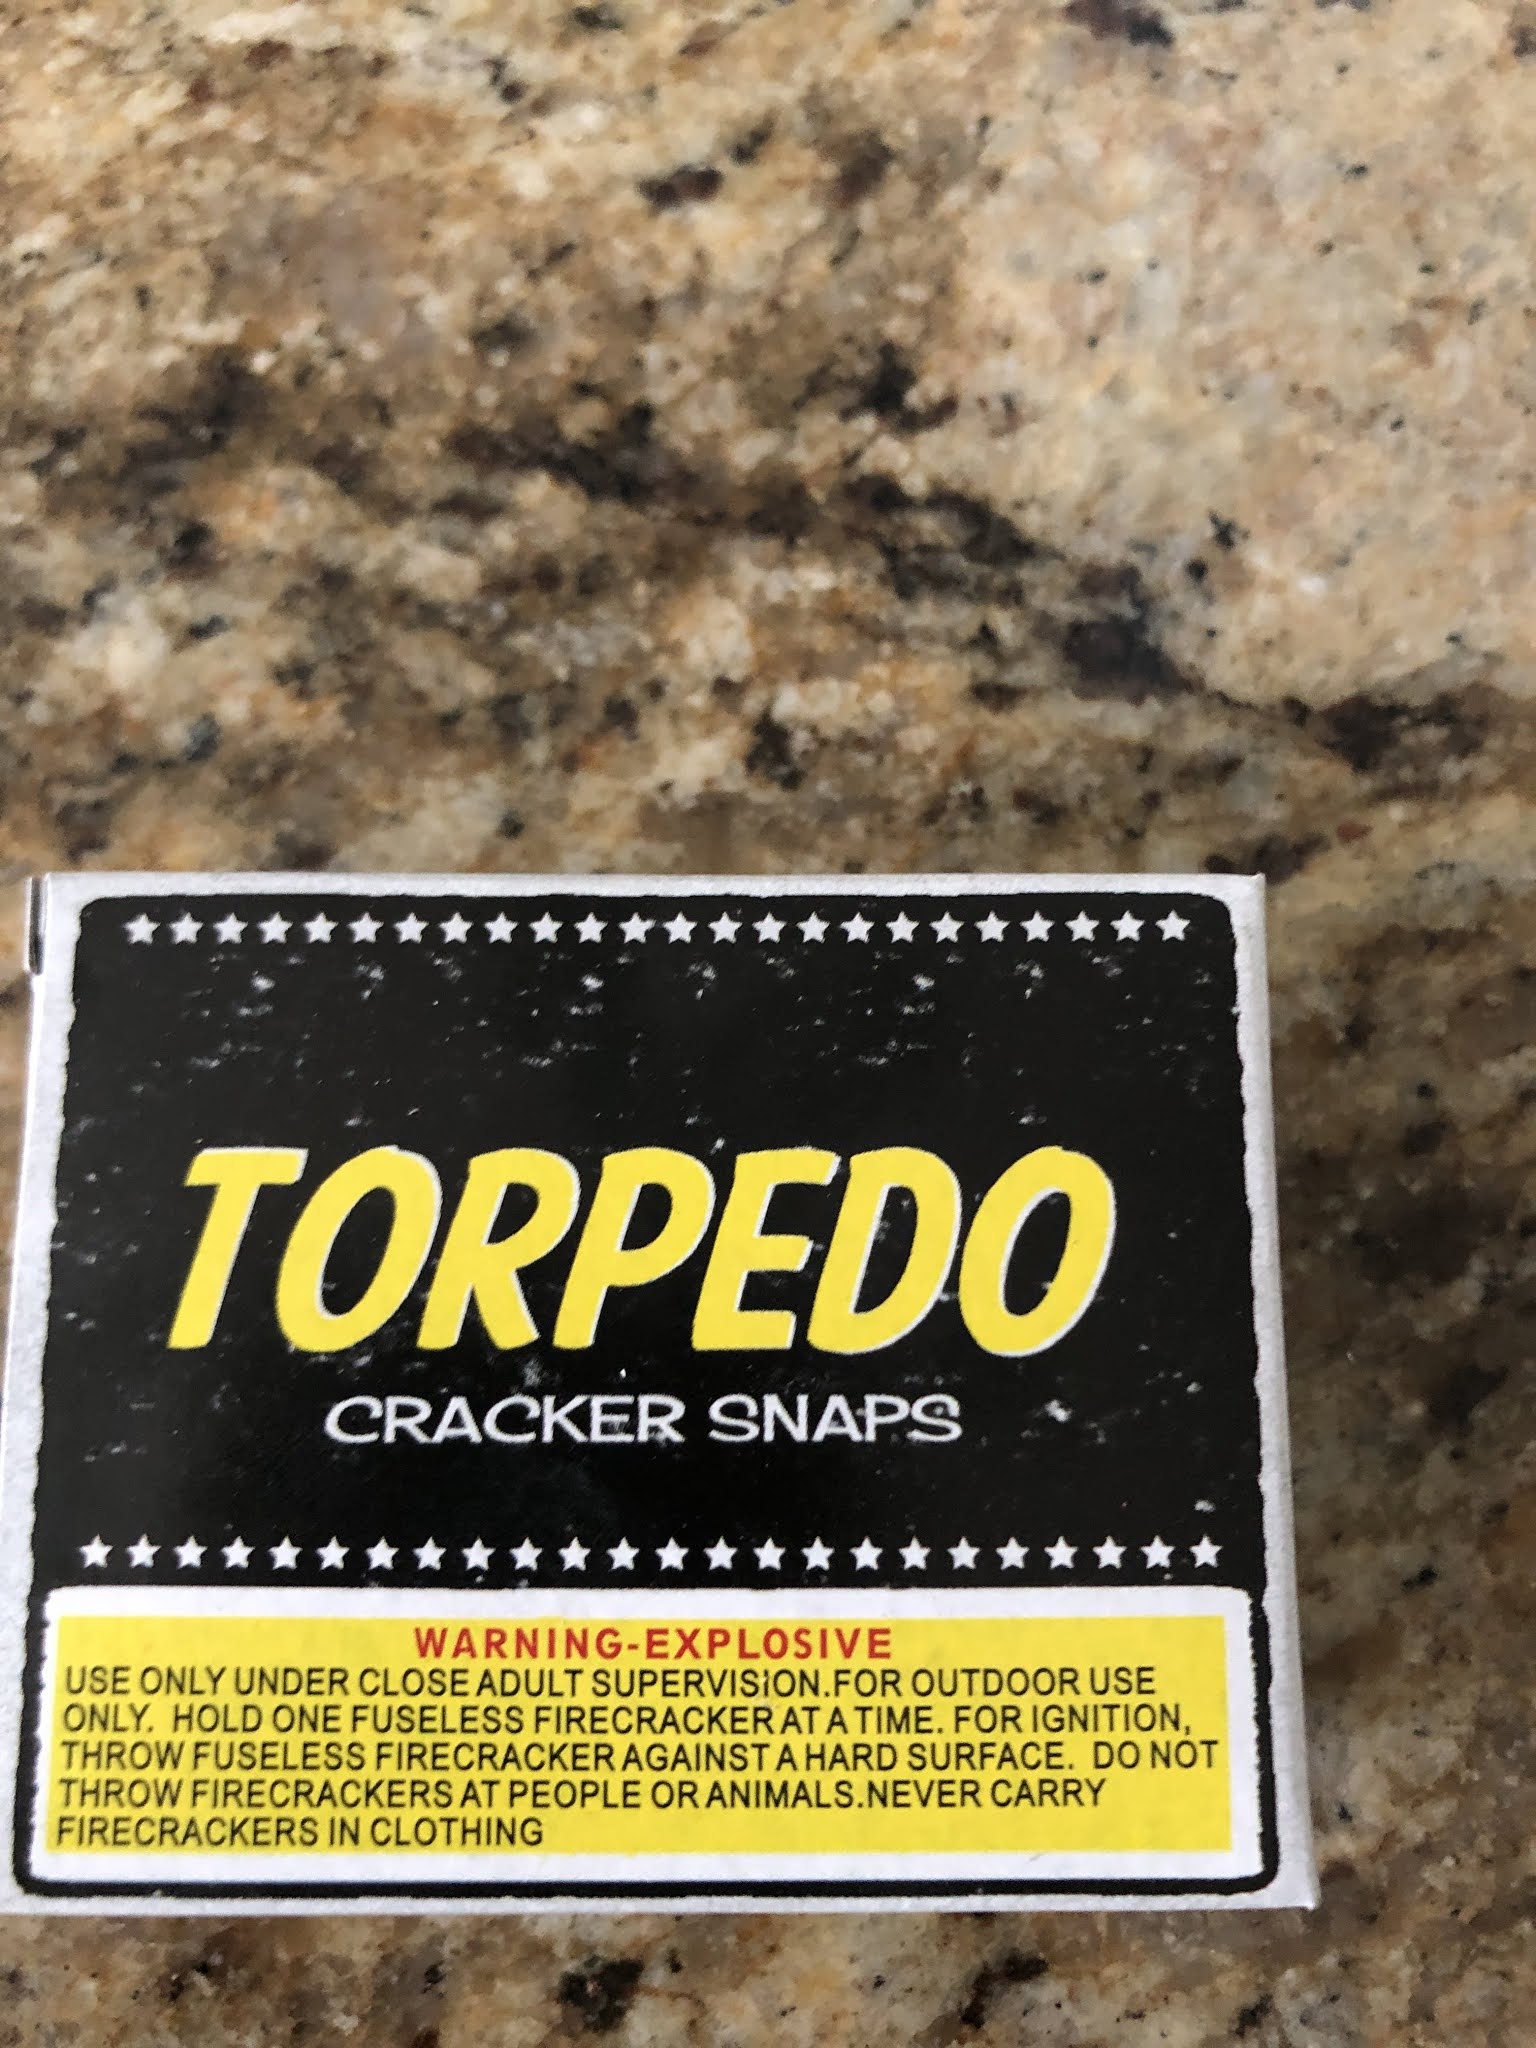 TORPEDO
CRACKER SNAPS
WARNING-EXPLOSIVE
USE ONLY UNDER CLOSE ADULT SUPERVISION.FOR OUTDOOR USE
ONLY. HOLD ONE FUSELESS FIRECRACKER AT A TIME. FOR IGNITION,
THROW FUSELESS FIRECRACKER AGAINST A HARD SURFACE. DO NOT
THROW FIRECRACKERS AT PEOPLE OR ANIMALS.NEVER CARRY
FIRECRACKERS IN CLOTHING